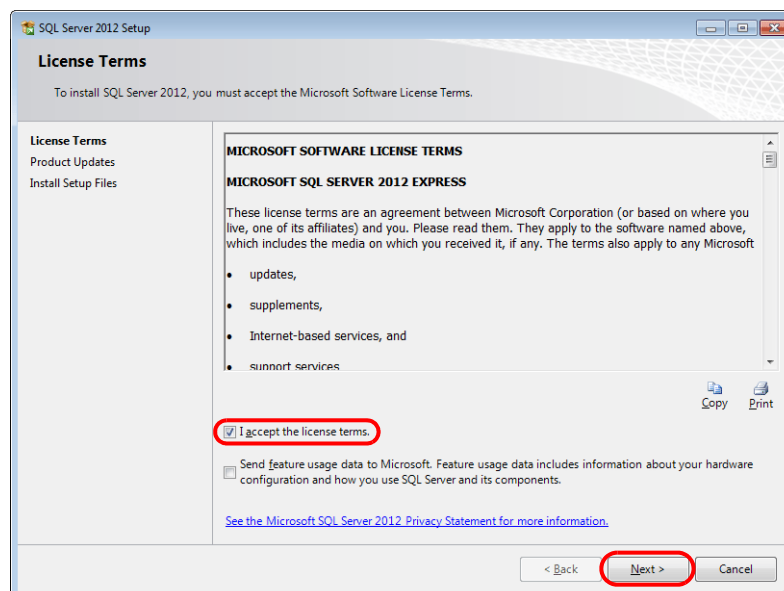 SQL Server 2012 Setup
License Terms
To install SQL Server 2012, you must accept the Microsoft Software License Terms.
License Terms
Product Updates
Install Setup Files
MICROSOFT SOFTWARE LICENSE TERMS
MICROSOFT SQL SERVER 2012 EXPRESS
These license terms are an agreement between Microsoft Corporation (or based on where you
live, one of its affiliates) and you. Please read them. They apply to the software named above,
which includes the media on which you received it, if any. The terms also apply to any Microsoft
• updates,
• supplements,
• Internet-based services, and
• support services
Copy Print
I accept the license terms.
Send feature usage data to Microsoft. Feature usage data includes information about your hardware
configuration and how you use SQL Server and its components.
See the Microsoft SQL Server 2012 Privacy Statement for more information.
< Back Next > Cancel